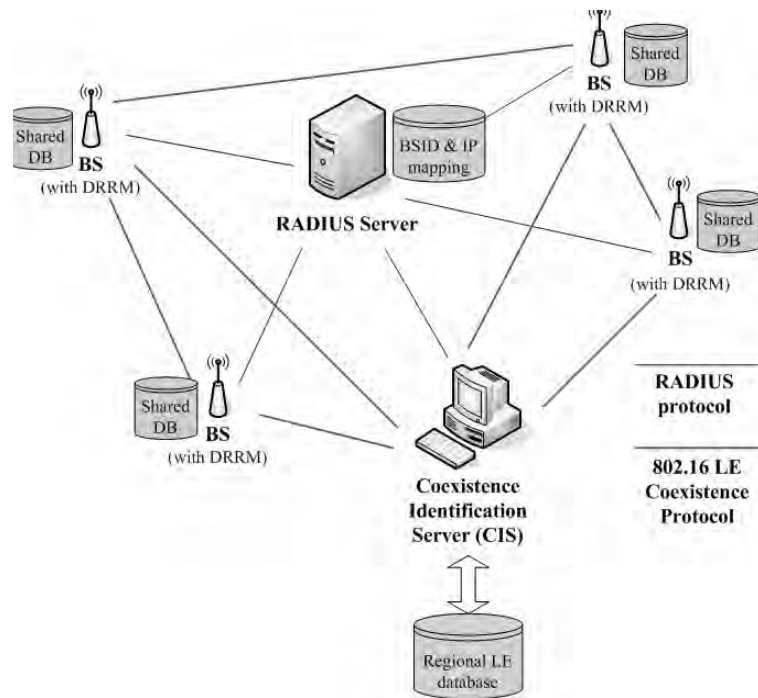 Shared
DB
BS
(with DRRM)
Shared
DB
BS
(with DRRM)
BSID & IP
mapping
RADIUS Server
Shared
DB
BS
(with DRRM)
Shared
DB
BS
(with DRRM)
RADIUS
protocol
802.16 LE
Coexistence
Protocol
Coexistence
Identification
Server (CIS)
Regional LE
database